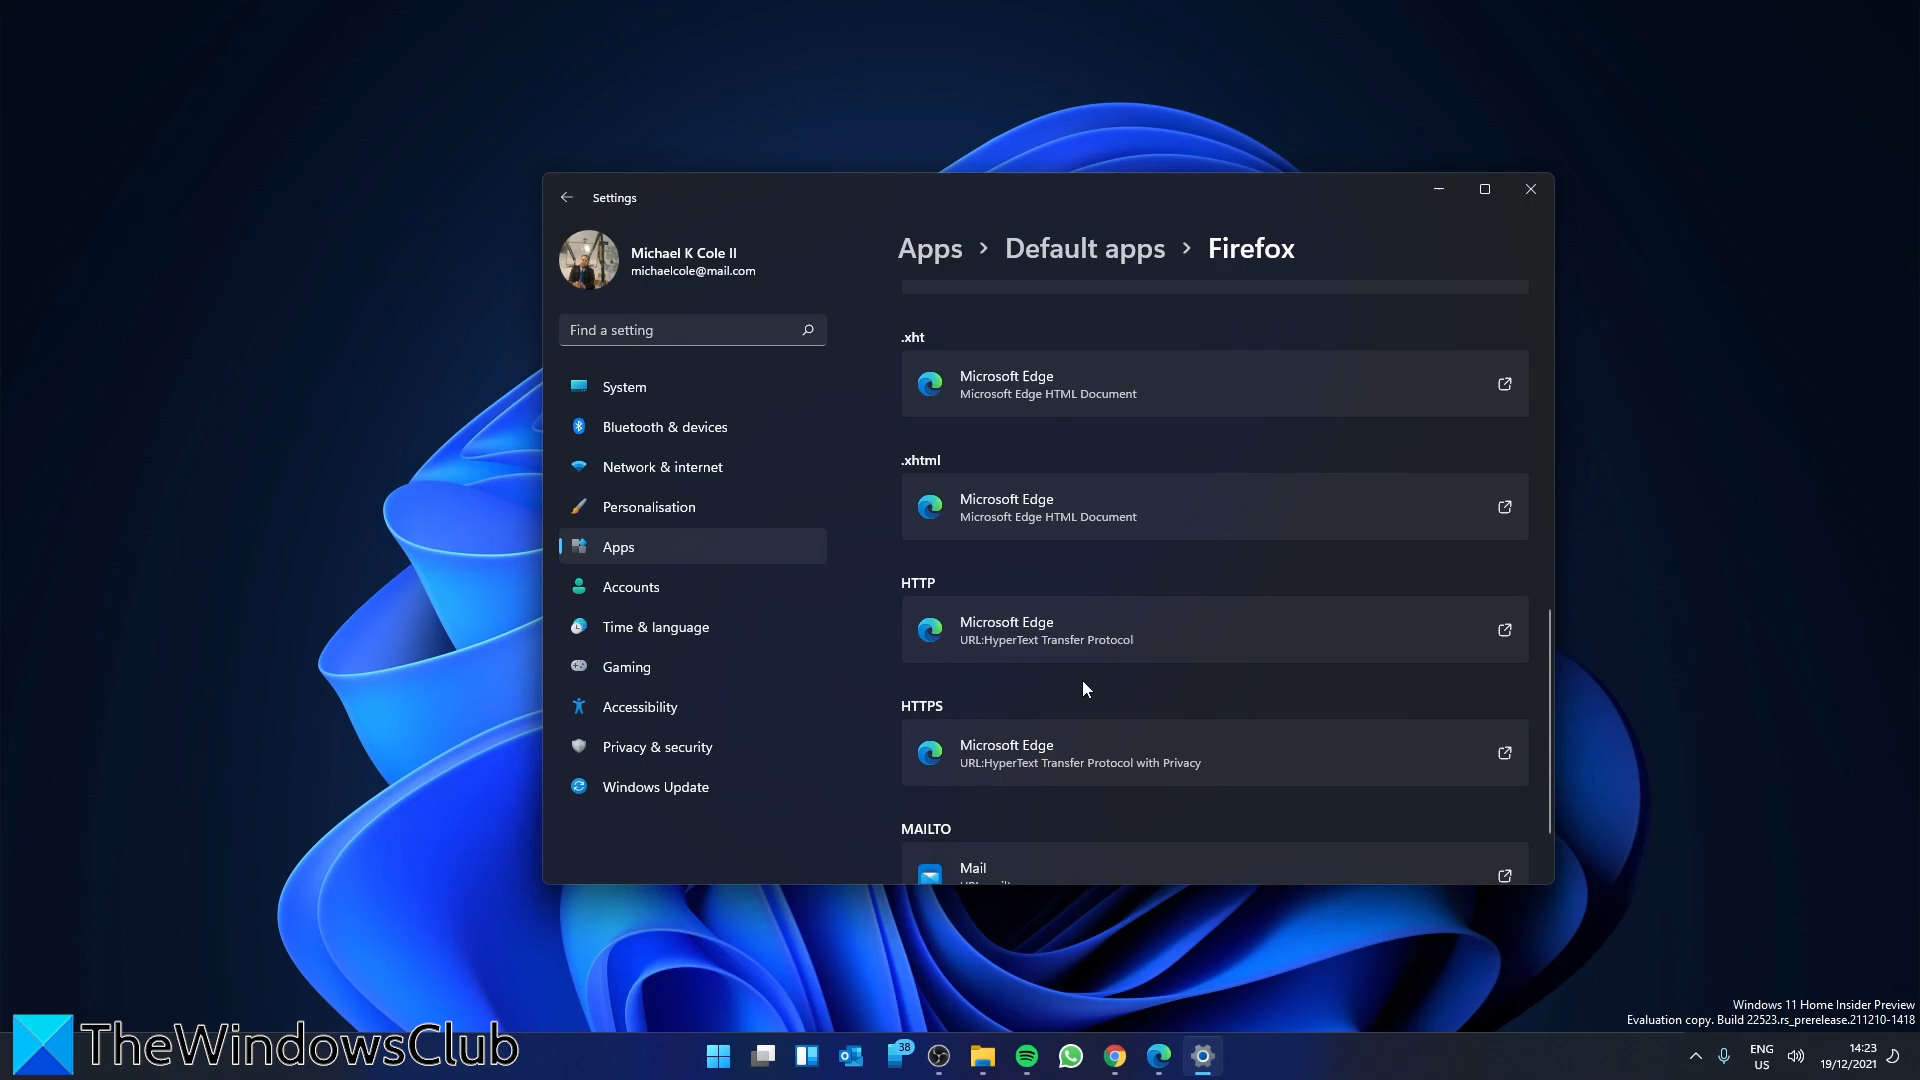 Settings
Michael K Cole II
michaelcole@mail.com
Find a setting
System
Bluetooth & devices
Network & internet
Personalisation
Apps
Accounts
Time & language
Gaming
Accessibility
Privacy & security
Windows Update
Apps > Default apps > Firefox
.xht
Microsoft Edge
Microsoft Edge HTML Document
.xhtml
Microsoft Edge
Microsoft Edge HTML Document
HTTP
Microsoft Edge
URL:HyperText Transfer Protocol
HTTPS
Microsoft Edge
URL:HyperText Transfer Protocol with Privacy
MAILTO
Mail
Windows 11 Home Insider Preview
Evaluation copy. Build 22523.rs_prerelease.211210-1418
TheWindowsClub
38
ENG
US
14:23
19/12/2021